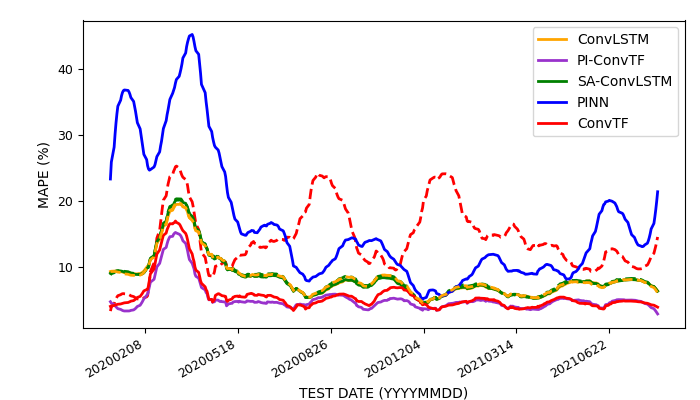 ConvLSTM
PI-ConvTF
SA-ConvLSTM
PINN
ConvTF
MAPE (%)
40
30
20
10
20200208
20200518
20200826
20201204
20210314
20210622
TEST DATE (YYYYMMDD)